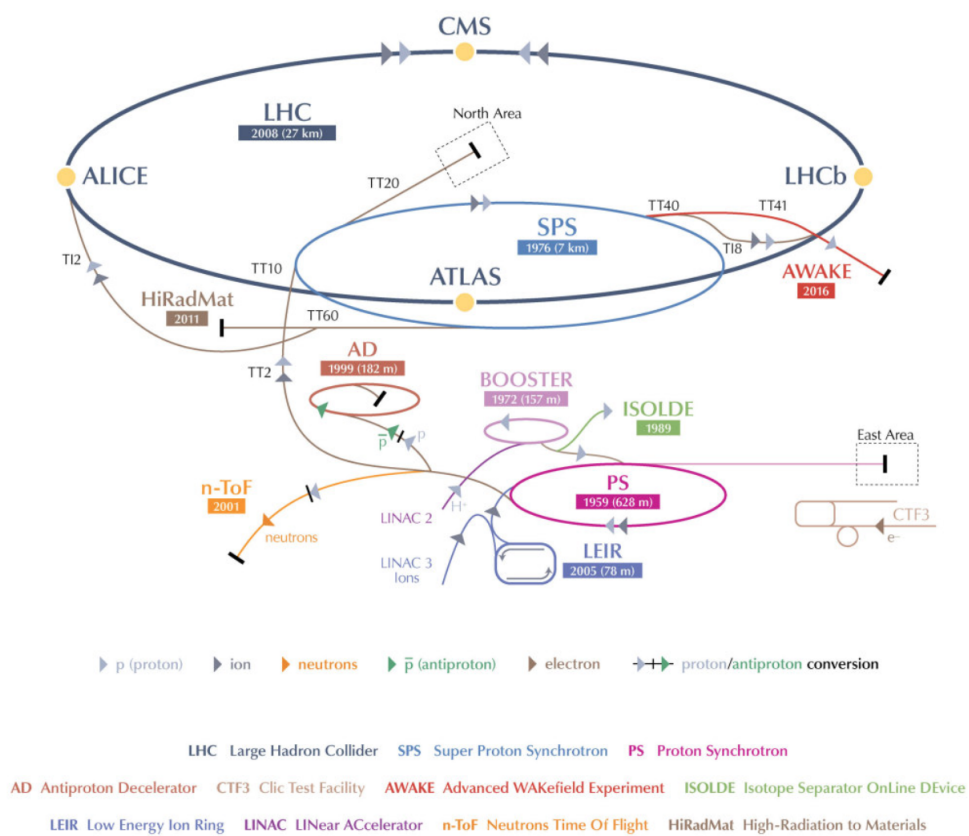 CMS
LHC
2008 (27 km)
North Area
ALICE
TT20
LHCb
TT40
TT41
SPS
1976 (7 km)
TI8
TI2
TT10
ATLAS
AWAKE
2016
HiRadMat
2011
TT60
AD
1999 (182 m)
TT2
BOOSTER
1972 (157 m)
ISOLDE
1989
p̅
p
East Area
n-ToF
2001
PS
1959 (628 m)
H⁺
LINAC 2
neutrons
CTF3
e⁻
LEIR
2005 (78 m)
LINAC 3
Ions
p (proton) ion neutrons p̅ (antiproton) electron proton/antiproton conversion
LHC Large Hadron Collider SPS Super Proton Synchrotron PS Proton Synchrotron
AD Antiproton Decelerator CTF3 Clic Test Facility AWAKE Advanced WAKefield Experiment ISOLDE Isotope Separator OnLine DEvice
LEIR Low Energy Ion Ring LINAC LINear ACcelerator n-ToF Neutrons Time Of Flight HiRadMat High-Radiation to Materials